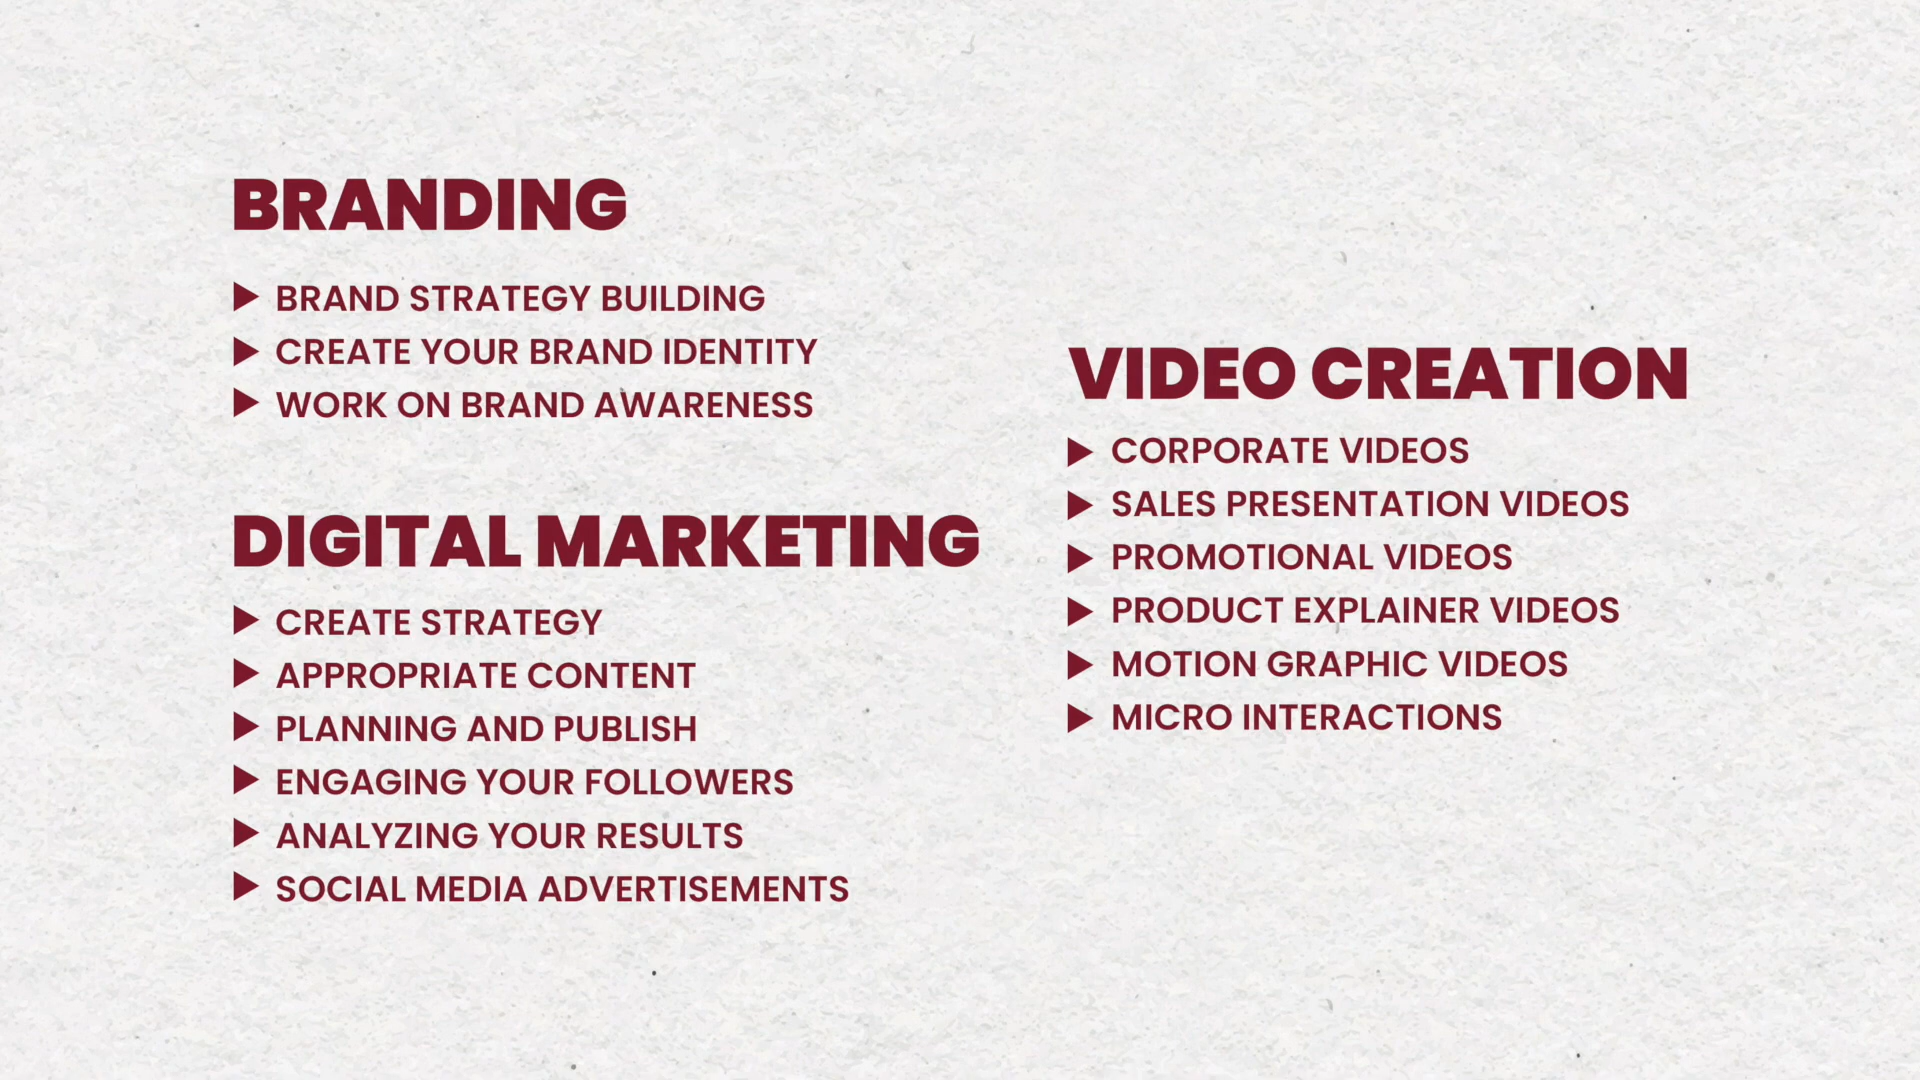 BRANDING
▶ BRAND STRATEGY BUILDING
▶ CREATE YOUR BRAND IDENTITY
▶ WORK ON BRAND AWARENESS
DIGITAL MARKETING
▶ CREATE STRATEGY
▶ APPROPRIATE CONTENT
▶ PLANNING AND PUBLISH
▶ ENGAGING YOUR FOLLOWERS
▶ ANALYZING YOUR RESULTS
▶ SOCIAL MEDIA ADVERTISEMENTS
VIDEO CREATION
▶ CORPORATE VIDEOS
▶ SALES PRESENTATION VIDEOS
▶ PROMOTIONAL VIDEOS
▶ PRODUCT EXPLAINER VIDEOS
▶ MOTION GRAPHIC VIDEOS
▶ MICRO INTERACTIONS